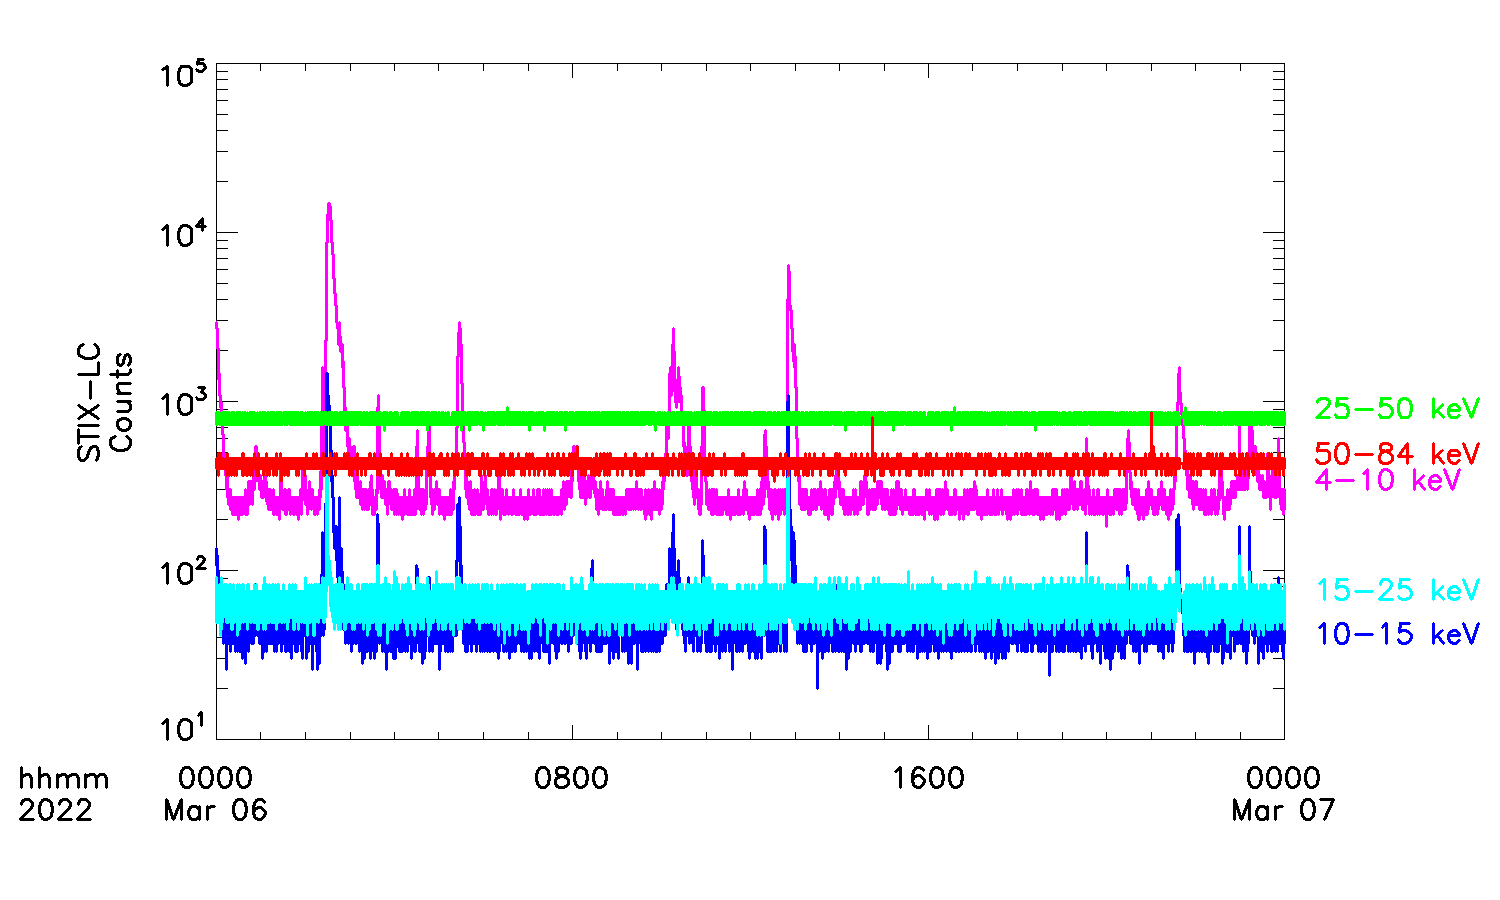 10⁵
10⁴
10³
10²
10¹
STIX-LC
Counts
25-50 keV
50-84 keV
4-10 keV
15-25 keV
10-15 keV
hhmm 0000 0800 1600 0000
2022 Mar 06 Mar 07